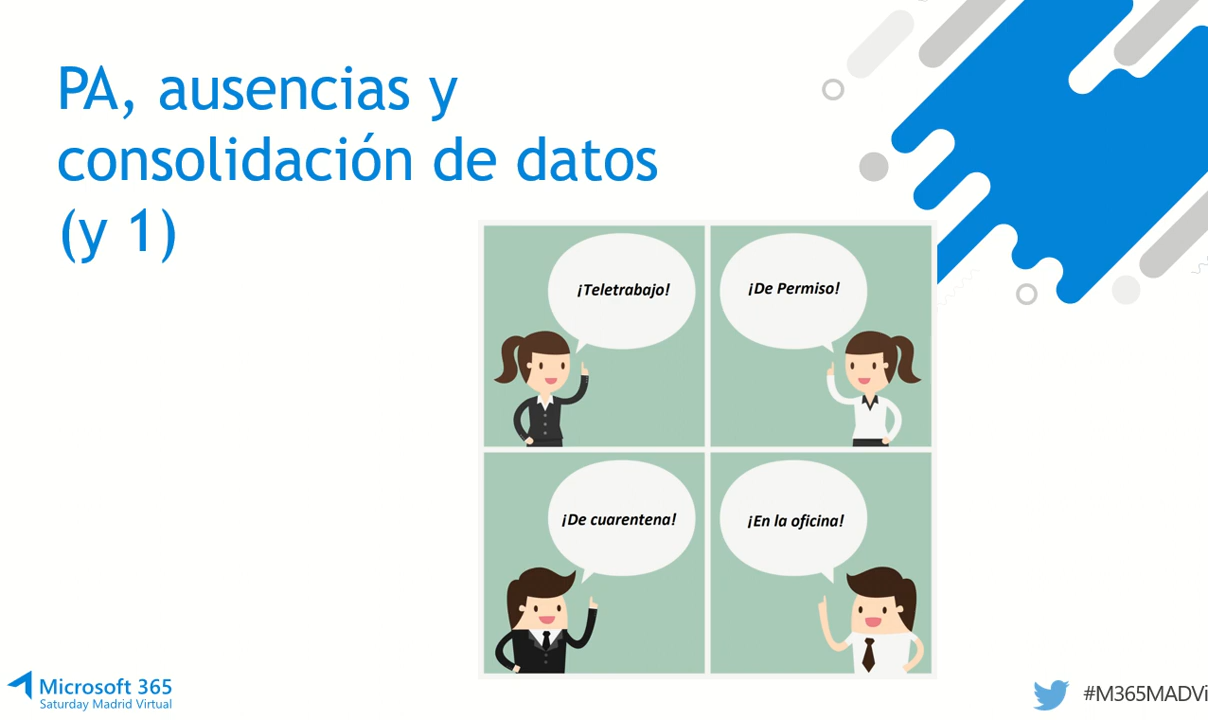 PA, ausencias y
consolidación de datos
(y 1)
¡Teletrabajo!
¡De Permiso!
¡De cuarentena!
¡En la oficina!
Microsoft 365
Saturday Madrid Virtual
#M365MADVi